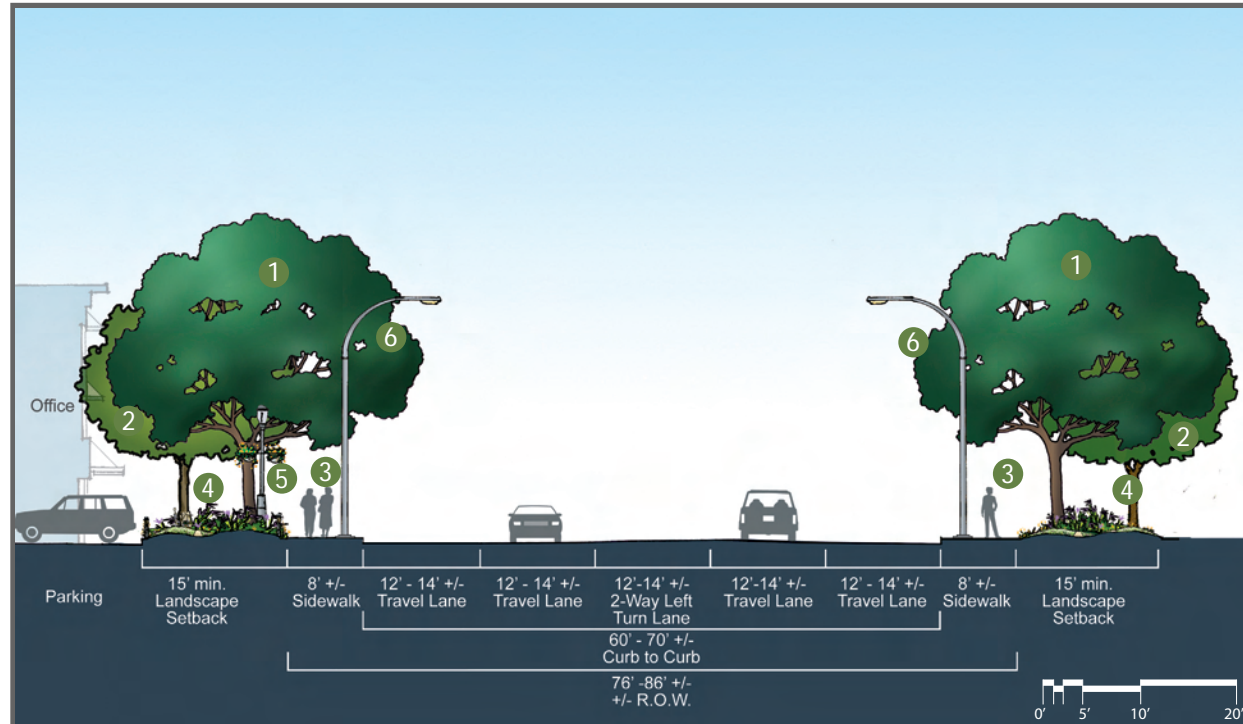 1
1
6
6
Office
2
2
5
3
3
4
4
Parking
15' min.
Landscape
Setback
8' +/-
Sidewalk
12' - 14' +/-
Travel Lane
12' - 14' +/-
Travel Lane
12'-14' +/-
2-Way Left
Turn Lane
12'-14' +/-
Travel Lane
12' - 14' +/-
Travel Lane
8' +/-
Sidewalk
15' min.
Landscape
Setback
60' - 70' +/-
Curb to Curb
76' -86' +/-
+/- R.O.W.
0' 5' 10' 20'